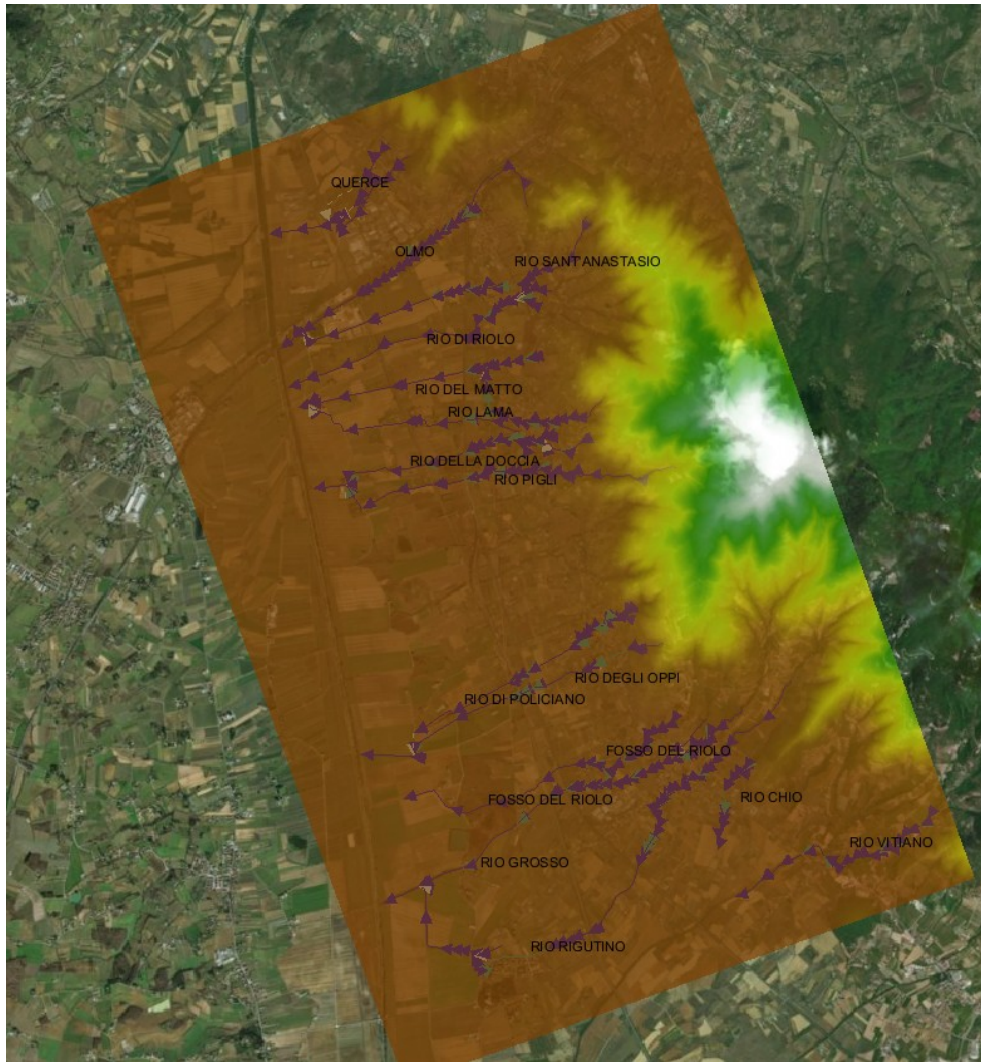 QUERCE
OLMO
RIO SANT'ANASTASIO
RIO DI RIOLO
RIO DEL MATTO
RIO LAMA
RIO DELLA DOCCIA
RIO PIGLI
RIO DEGLI OPPI
RIO DI POLICIANO
FOSSO DEL RIOLO
FOSSO DEL RIOLO
RIO CHIO
RIO VITIANO
RIO GROSSO
RIO RIGUTINO